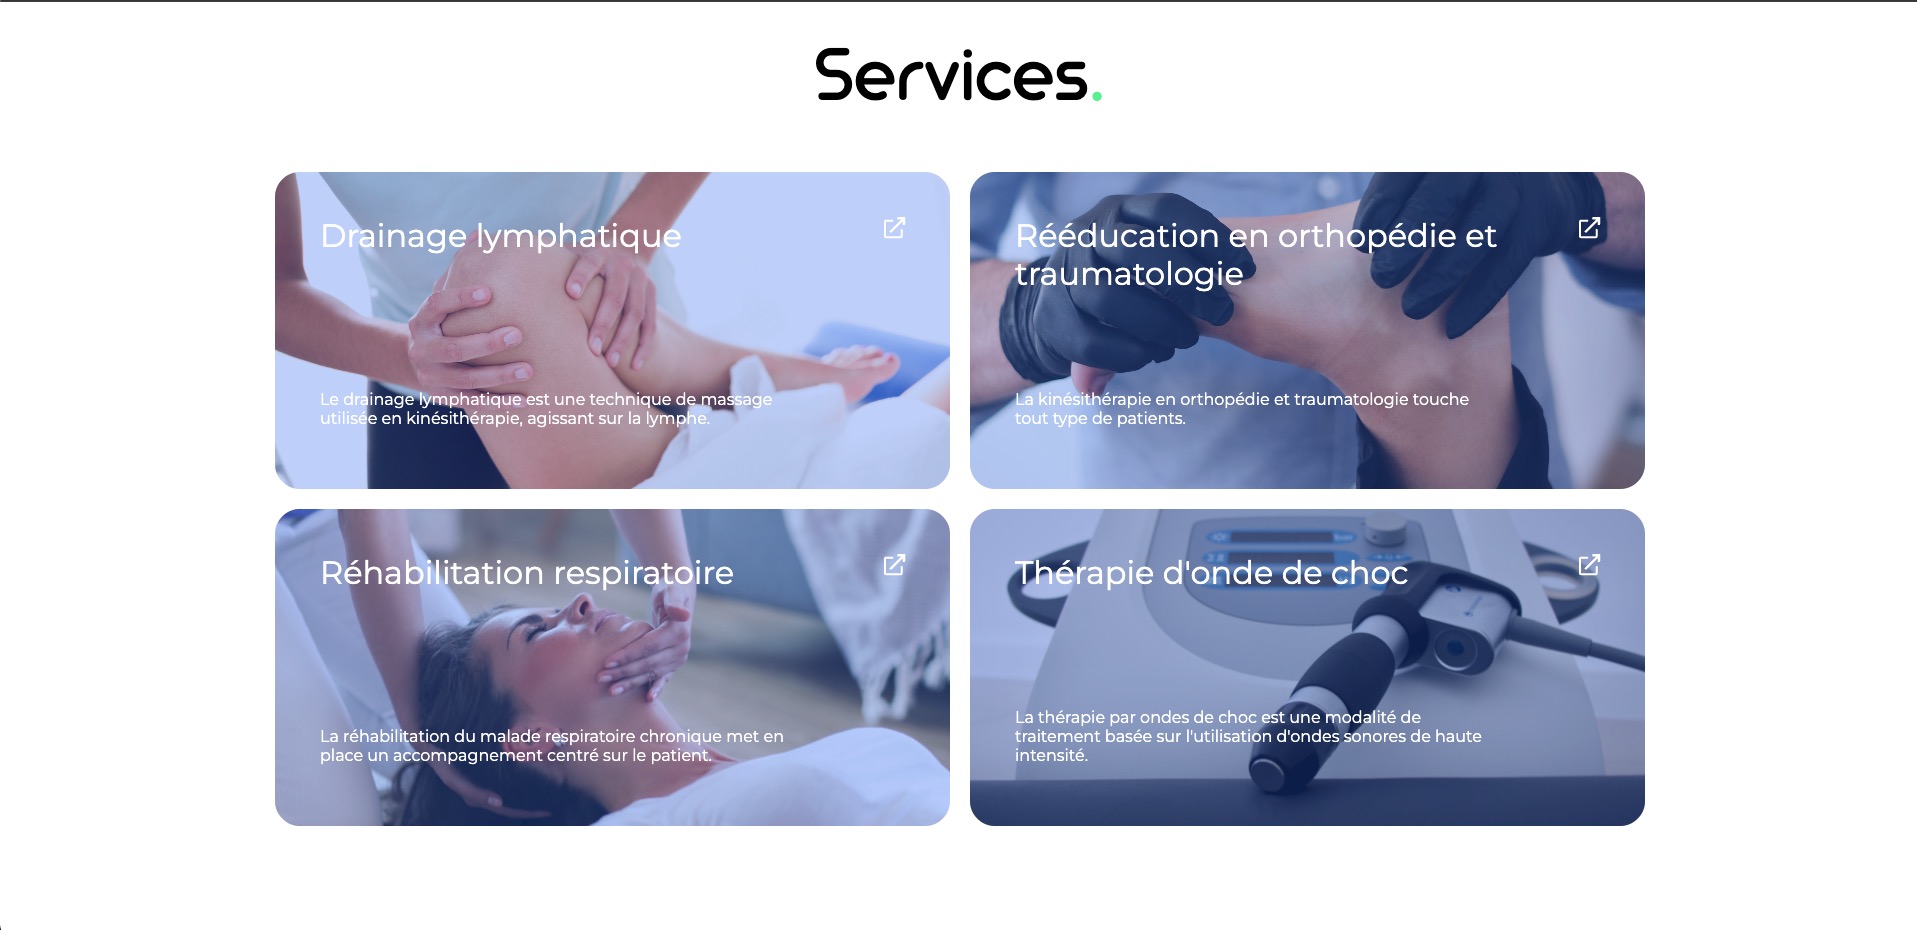 Services.
Drainage lymphatique
Le drainage lymphatique est une technique de massage
utilisée en kinésithérapie, agissant sur la lymphe.
Rééducation en orthopédie et
traumatologie
La kinésithérapie en orthopédie et traumatologie touche
tout type de patients.
Réhabilitation respiratoire
La réhabilitation du malade respiratoire chronique met en
place un accompagnement centré sur le patient.
Thérapie d'onde de choc
La thérapie par ondes de choc est une modalité de
traitement basée sur l'utilisation d'ondes sonores de haute
intensité.